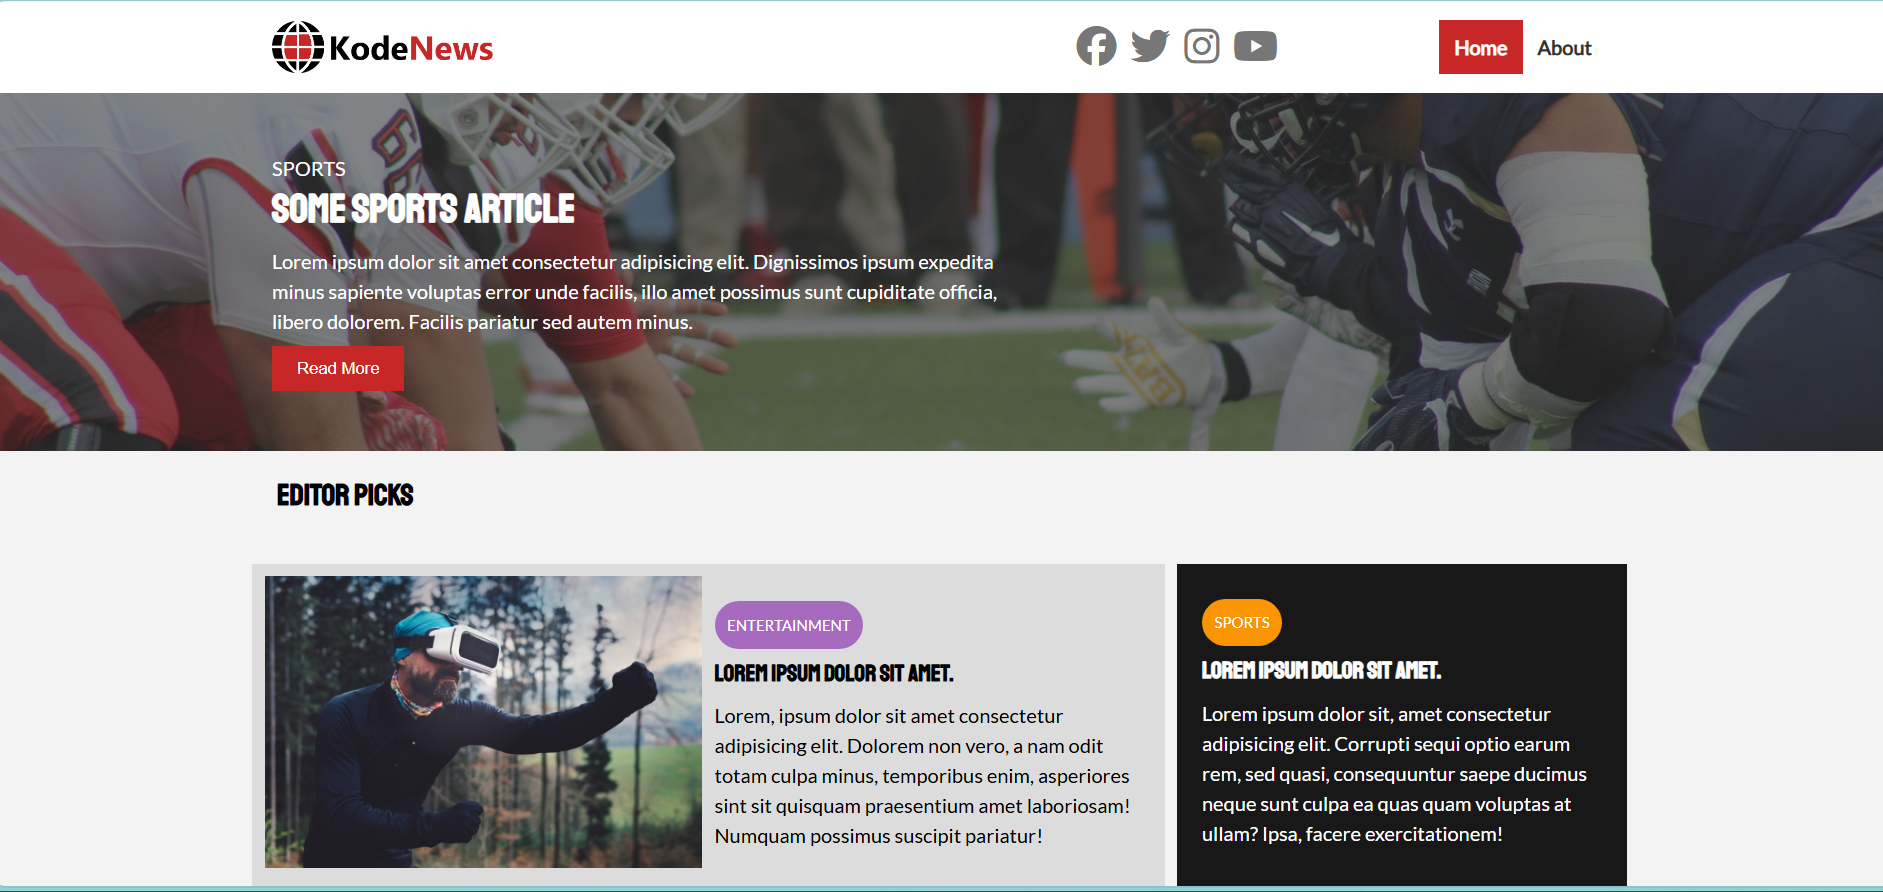 KodeNews
Home
About
SPORTS
SOME SPORTS ARTICLE
Lorem ipsum dolor sit amet consectetur adipisicing elit. Dignissimos ipsum expedita
minus sapiente voluptas error unde facilis, illo amet possimus sunt cupiditate officia,
libero dolorem. Facilis pariatur sed autem minus.
Read More
EDITOR PICKS
ENTERTAINMENT
LOREM IPSUM DOLOR SIT AMET.
Lorem, ipsum dolor sit amet consectetur
adipisicing elit. Dolorem non vero, a nam odit
totam culpa minus, temporibus enim, asperiores
sint sit quisquam praesentium amet laboriosam!
Numquam possimus suscipit pariatur!
SPORTS
LOREM IPSUM DOLOR SIT AMET.
Lorem ipsum dolor sit, amet consectetur
adipisicing elit. Corrupti sequi optio earum
rem, sed quasi, consequuntur saepe ducimus
neque sunt culpa ea quas quam voluptas at
ullam? Ipsa, facere exercitationem!